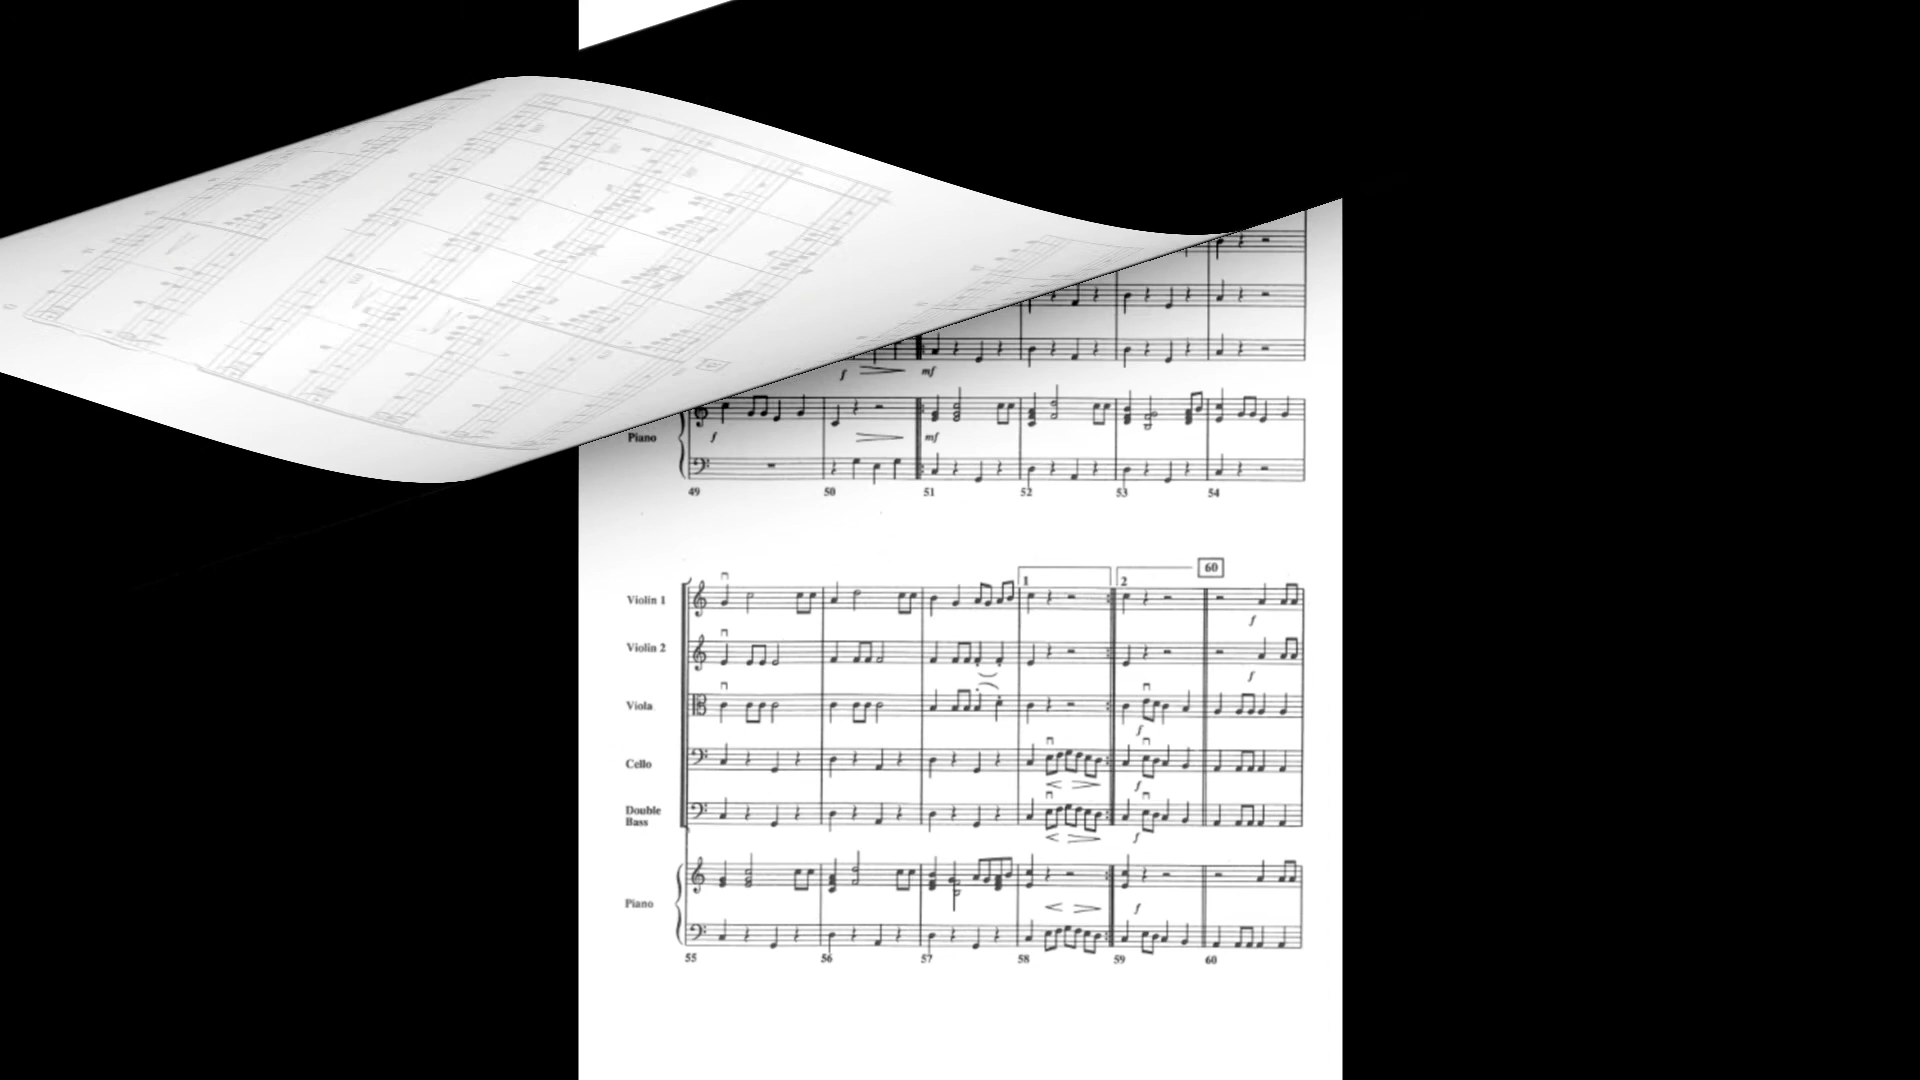 f mf
Piano f mf
49 50 51 52 53 54
1 2 60
Violin 1
f
Violin 2
f
Viola
f
Cello
f
Double
Bass
f
Piano f
55 56 57 58 59 60